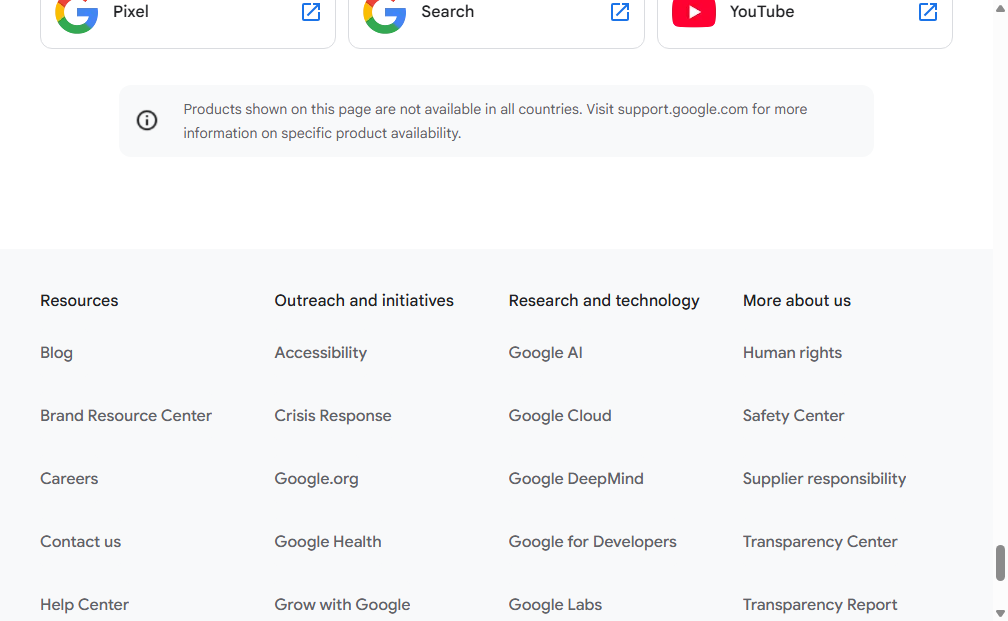 Pixel
Search
YouTube
Products shown on this page are not available in all countries. Visit support.google.com for more
information on specific product availability.
Resources
Blog
Brand Resource Center
Careers
Contact us
Help Center
Outreach and initiatives
Accessibility
Crisis Response
Google.org
Google Health
Grow with Google
Research and technology
Google AI
Google Cloud
Google DeepMind
Google for Developers
Google Labs
More about us
Human rights
Safety Center
Supplier responsibility
Transparency Center
Transparency Report